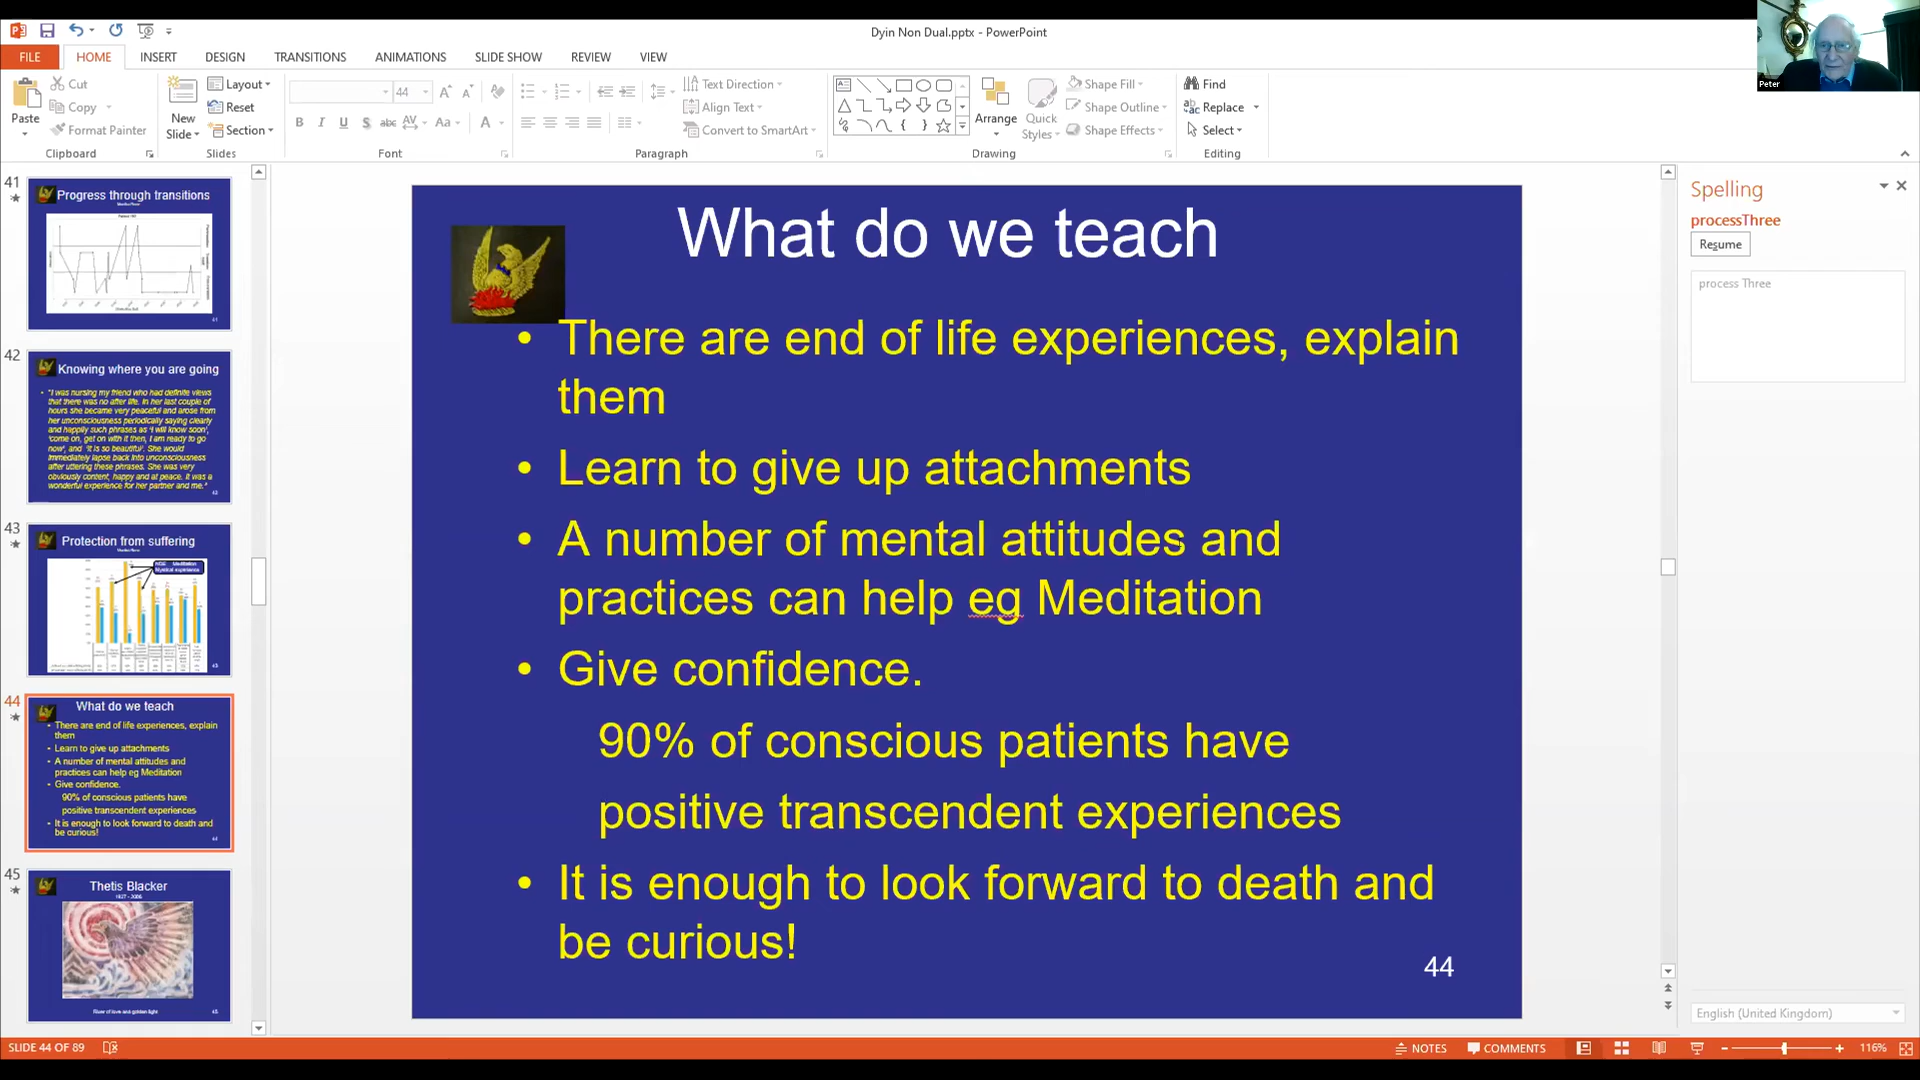 Dyin Non Dual.pptx - PowerPoint
Peter
FILE
HOME
INSERT
DESIGN
TRANSITIONS
ANIMATIONS
SLIDE SHOW
REVIEW
VIEW
Paste
Cut
Copy
Format Painter
Clipboard
New
Slide
Layout
Reset
Section
Slides
44
Font
Text Direction
Align Text
Convert to SmartArt
Paragraph
Arrange
Quick
Styles
Shape Fill
Shape Outline
Shape Effects
Drawing
Find
Replace
Select
Editing
41
Progress through transitions
42
Knowing where you are going
• "I was nursing my friend who had definite views
that there was no after life. In her last couple of
hours she became very peaceful and arose from
her unconsciousness periodically saying clearly
and happily such phrases as 'I will know soon',
'come on, get on with it then, I am ready to go
now', and 'it is so beautiful'. She would
immediately lapse back into unconsciousness
after uttering these phrases. She was very
obviously content, happy and at peace. It was a
wonderful experience for her partner and me."
43
Protection from suffering
44
What do we teach
• There are end of life experiences, explain
them
• Learn to give up attachments
• A number of mental attitudes and
practices can help eg Meditation
• Give confidence.
90% of conscious patients have
positive transcendent experiences
• It is enough to look forward to death and
be curious!
44
45
Thetis Blacker
River of love and golden light
45
What do we teach
• There are end of life experiences, explain
them
• Learn to give up attachments
• A number of mental attitudes and
practices can help eg Meditation
• Give confidence.
90% of conscious patients have
positive transcendent experiences
• It is enough to look forward to death and
be curious!
44
Spelling
processThree
Resume
process Three
English (United Kingdom)
SLIDE 44 OF 89
NOTES
COMMENTS
116%